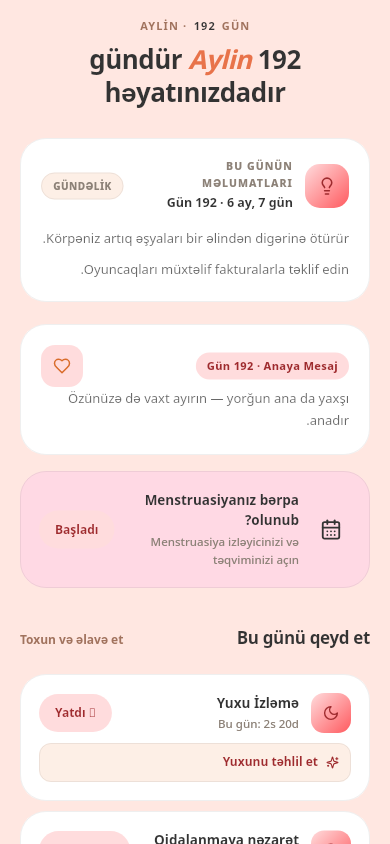 AYLİN · 192 GÜN
192 Aylin gündür
həyatınızdadır
BU GÜNÜN
MƏLUMATLARI
Gün 192 · 6 ay, 7 gün
GÜNDƏLİK
Körpəniz artıq əşyaları bir əlindən digərinə ötürür.
Oyuncaqları müxtəlif fakturalarla təklif edin.
Gün 192 · Anaya Mesaj
Özünüzə də vaxt ayırın — yorğun ana da yaxşı
anadır.
Menstruasiyanız bərpa
olunub?
Menstruasiya izləyicinizi və
təqviminizi açın
Başladı
Bu günü qeyd et
Toxun və əlavə et
Yuxu İzləmə
Bu gün: 2s 20d
Yatdı
Yuxunu təhlil et
Qidalanmaya nəzarət